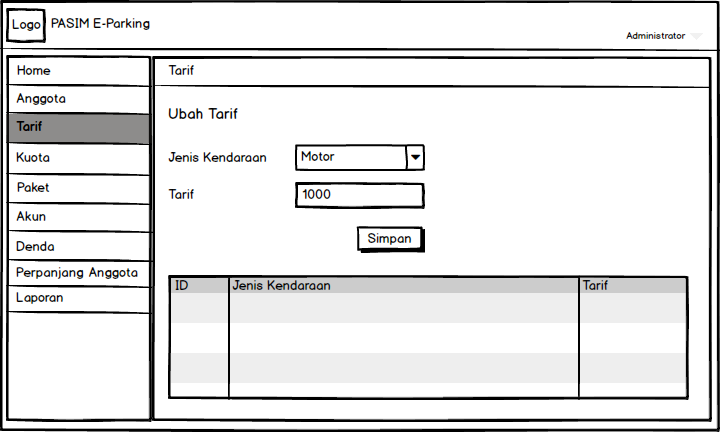 Logo PASIM E-Parking
Administrator
Home
Anggota
Tarif
Kuota
Paket
Akun
Denda
Perpanjang Anggota
Laporan
Tarif
Ubah Tarif
Jenis Kendaraan Motor
Tarif 1000
Simpan
ID Jenis Kendaraan Tarif